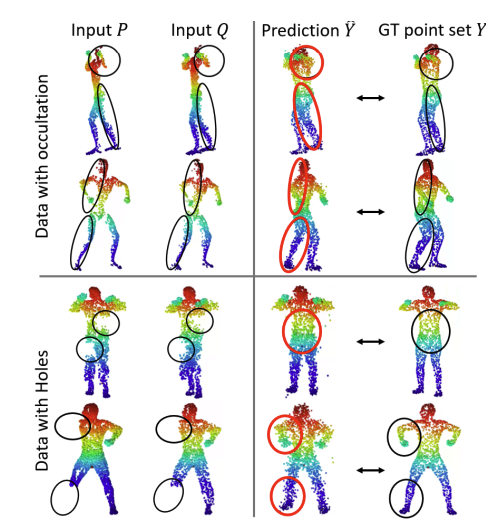 Input P Input Q Prediction Ȳ GT point set Y
Data with occultation
Data with Holes